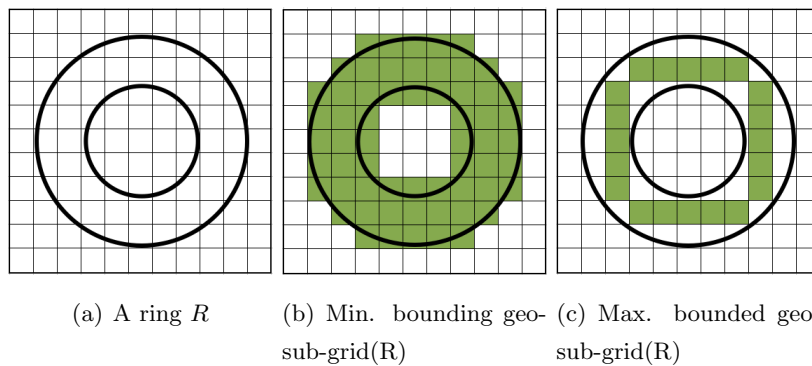 (a) A ring R
(b) Min. bounding geo-
sub-grid(R)
(c) Max. bounded geo
sub-grid(R)